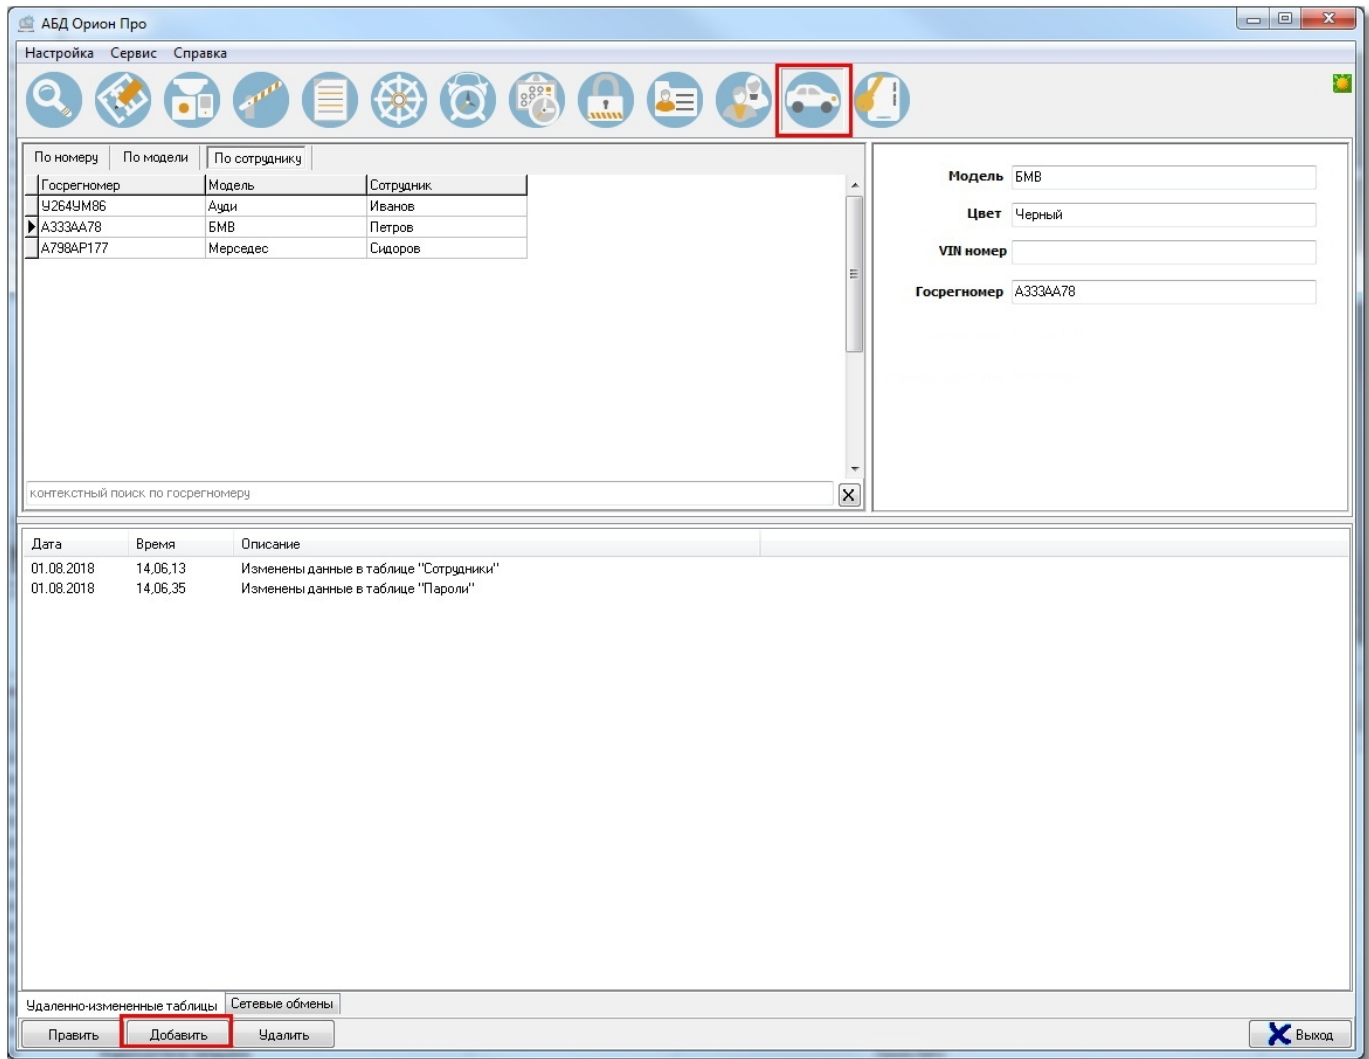 АБД Орион Про
Настройка Сервис Справка
По номеру По модели По сотруднику
Госрегномер Модель Сотрудник
У264УМ86 Ауди Иванов
А333АА78 БМВ Петров
А798АР177 Мерседес Сидоров
контекстный поиск по госрегномеру
Модель БМВ
Цвет Черный
VIN номер
Госрегномер А333АА78
Дата Время Описание
01.08.2018 14,06,13 Изменены данные в таблице "Сотрудники"
01.08.2018 14,06,35 Изменены данные в таблице "Пароли"
Удаленно-измененные таблицы Сетевые обмены
Править Добавить Удалить Выход